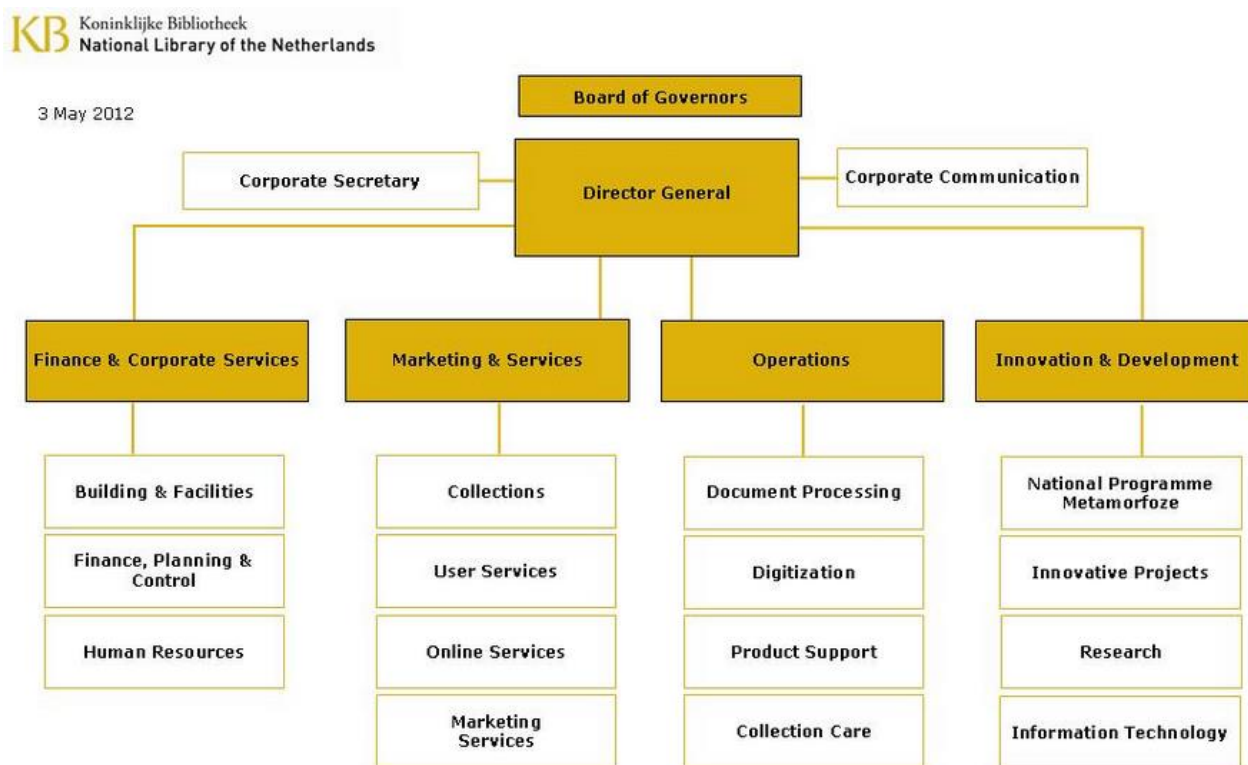 KB Koninklijke Bibliotheek
National Library of the Netherlands
3 May 2012
Board of Governors
Corporate Secretary
Director General
Corporate Communication
Finance & Corporate Services
Marketing & Services
Operations
Innovation & Development
Building & Facilities
Collections
Document Processing
National Programme
Metamorfoze
Finance, Planning &
Control
User Services
Digitization
Innovative Projects
Human Resources
Online Services
Product Support
Research
Marketing
Services
Collection Care
Information Technology